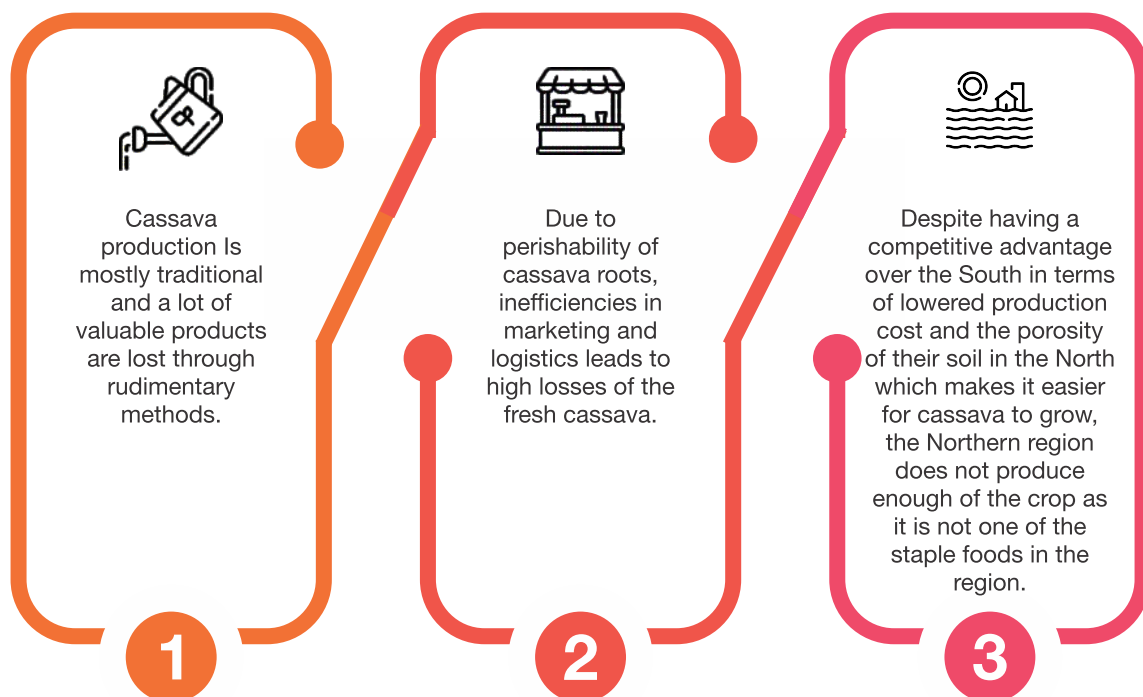 Cassava
production Is
mostly traditional
and a lot of
valuable products
are lost through
rudimentary
methods.
1
Due to
perishability of
cassava roots,
inefficiencies in
marketing and
logistics leads to
high losses of the
fresh cassava.
2
Despite having a
competitive advantage
over the South in terms
of lowered production
cost and the porosity
of their soil in the North
which makes it easier
for cassava to grow,
the Northern region
does not produce
enough of the crop as
it is not one of the
staple foods in the
region.
3